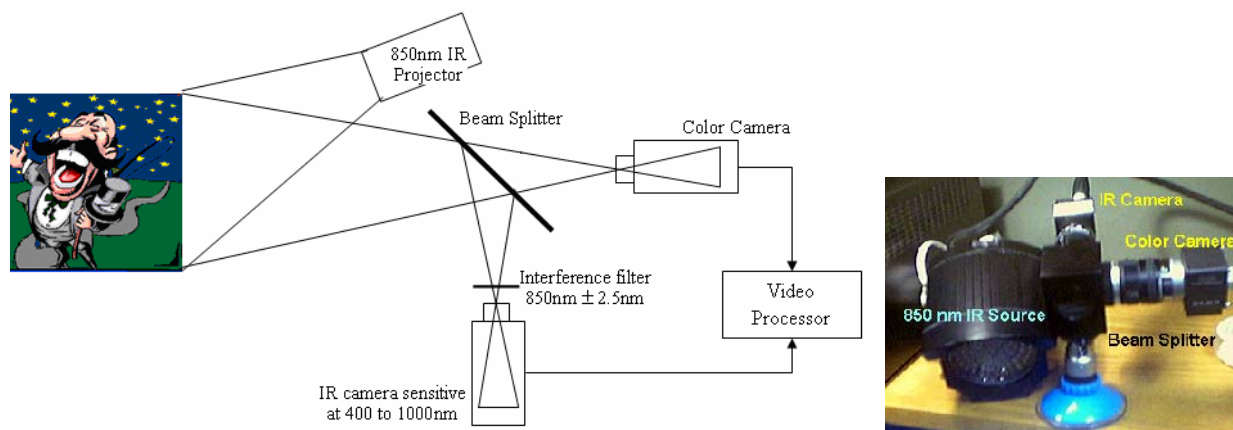 850nm IR
Projector
Beam Splitter
Color Camera
Interference filter
850nm ± 2.5nm
Video
Processor
IR camera sensitive
at 400 to 1000nm
IR Camera
Color Camera
850 nm IR Source
Beam Splitter